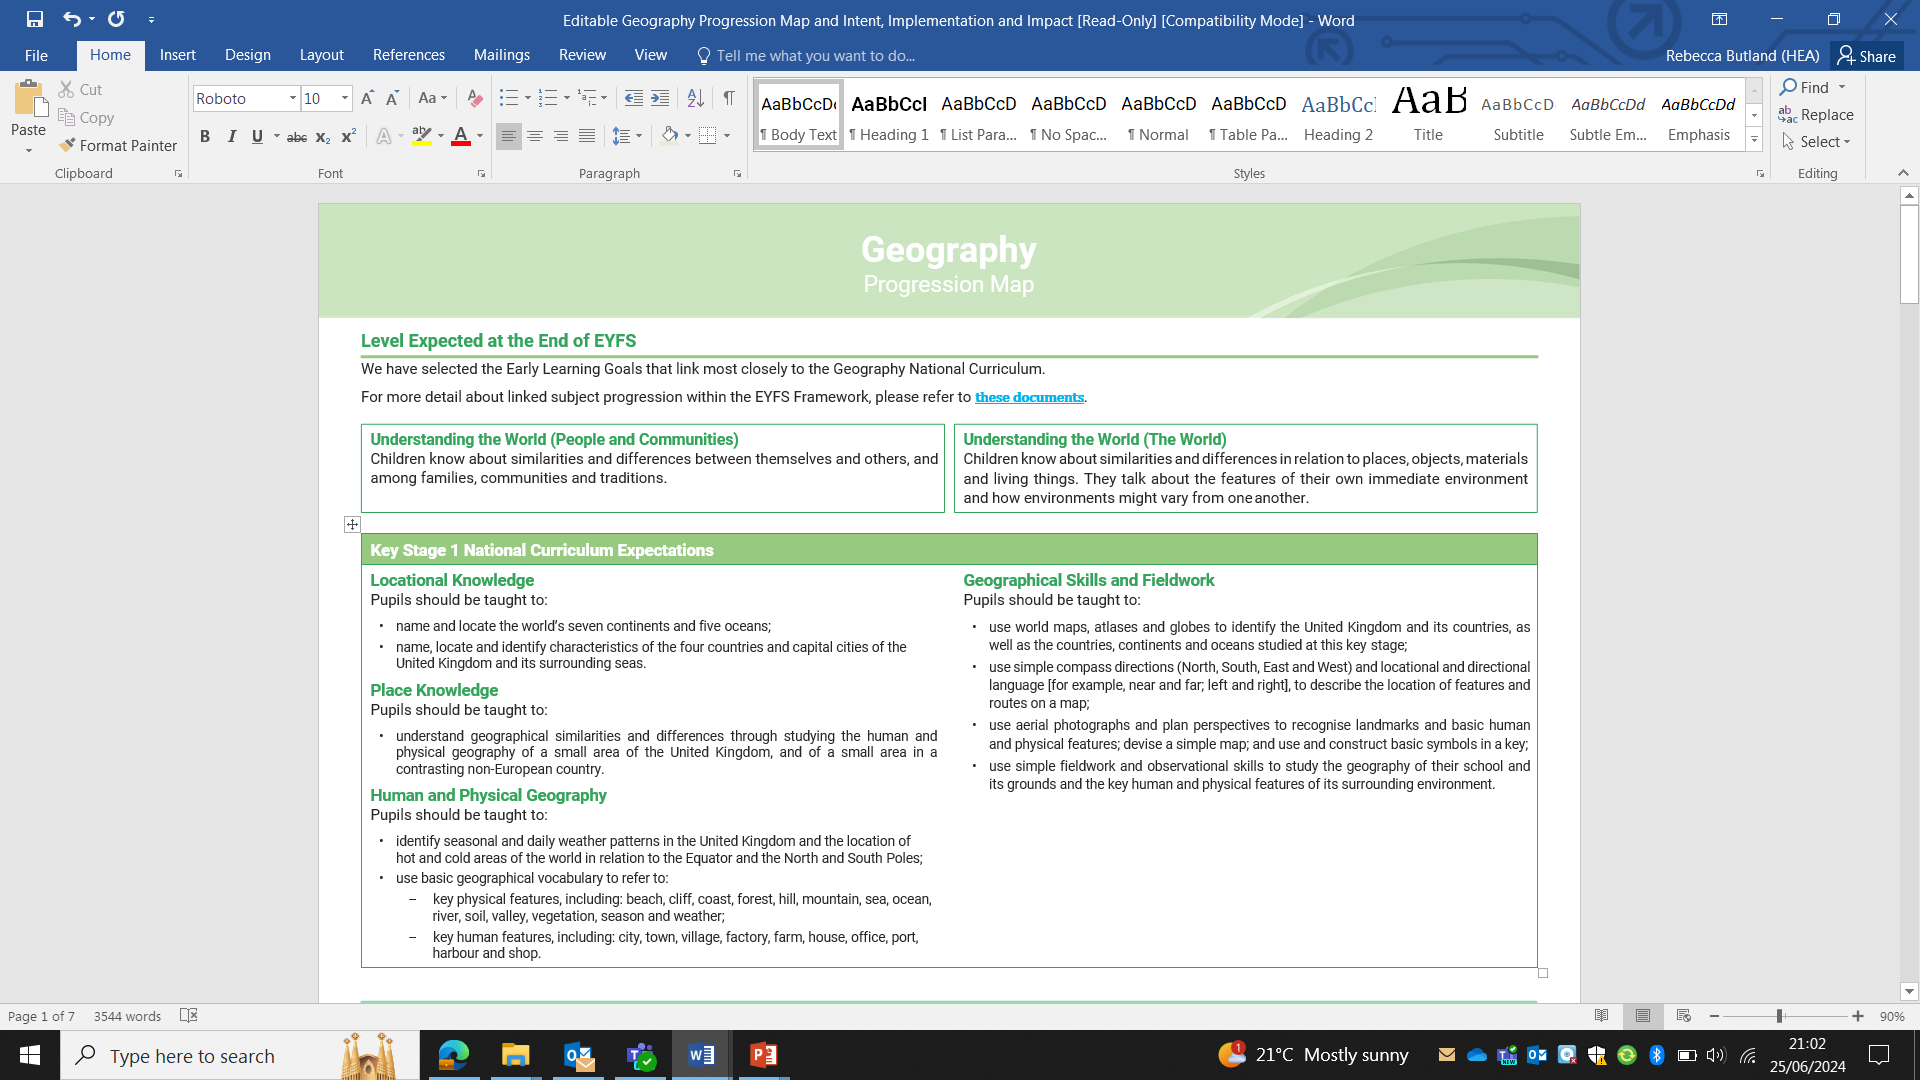 Editable Geography Progression Map and Intent, Implementation and Impact [Read-Only] [Compatibility Mode] - Word
File Home Insert Design Layout References Mailings Review View Tell me what you want to do... Rebecca Butland (HEA) Share
Paste
Cut
Copy
Format Painter
Clipboard
Roboto 10
Aa
B I U abc x₂ x² A ab A
Font
Paragraph
AaBbCcDc AaBbCcI AaBbCcD AaBbCcD AaBbCcD AaBbCcD AaBbCcI AaB AaBbCcD AaBbCcDd AaBbCcDd
¶ Body Text ¶ Heading 1 ¶ List Para... ¶ No Spac... ¶ Normal ¶ Table Pa... Heading 2 Title Subtitle Subtle Em... Emphasis
Styles
Find
Replace
Select
Editing
Geography
Progression Map
Level Expected at the End of EYFS
We have selected the Early Learning Goals that link most closely to the Geography National Curriculum.
For more detail about linked subject progression within the EYFS Framework, please refer to these documents.
Understanding the World (People and Communities)
Children know about similarities and differences between themselves and others, and
among families, communities and traditions.
Understanding the World (The World)
Children know about similarities and differences in relation to places, objects, materials
and living things. They talk about the features of their own immediate environment
and how environments might vary from one another.
Key Stage 1 National Curriculum Expectations
Locational Knowledge
Pupils should be taught to:
• name and locate the world's seven continents and five oceans;
• name, locate and identify characteristics of the four countries and capital cities of the
United Kingdom and its surrounding seas.
Place Knowledge
Pupils should be taught to:
• understand geographical similarities and differences through studying the human and
physical geography of a small area of the United Kingdom, and of a small area in a
contrasting non-European country.
Human and Physical Geography
Pupils should be taught to:
• identify seasonal and daily weather patterns in the United Kingdom and the location of
hot and cold areas of the world in relation to the Equator and the North and South Poles;
• use basic geographical vocabulary to refer to:
– key physical features, including: beach, cliff, coast, forest, hill, mountain, sea, ocean,
river, soil, valley, vegetation, season and weather;
– key human features, including: city, town, village, factory, farm, house, office, port,
harbour and shop.
Geographical Skills and Fieldwork
Pupils should be taught to:
• use world maps, atlases and globes to identify the United Kingdom and its countries, as
well as the countries, continents and oceans studied at this key stage;
• use simple compass directions (North, South, East and West) and locational and directional
language [for example, near and far; left and right], to describe the location of features and
routes on a map;
• use aerial photographs and plan perspectives to recognise landmarks and basic human
and physical features; devise a simple map; and use and construct basic symbols in a key;
• use simple fieldwork and observational skills to study the geography of their school and
its grounds and the key human and physical features of its surrounding environment.
Page 1 of 7 3544 words 90%
Type here to search
21°C Mostly sunny
21:02
25/06/2024